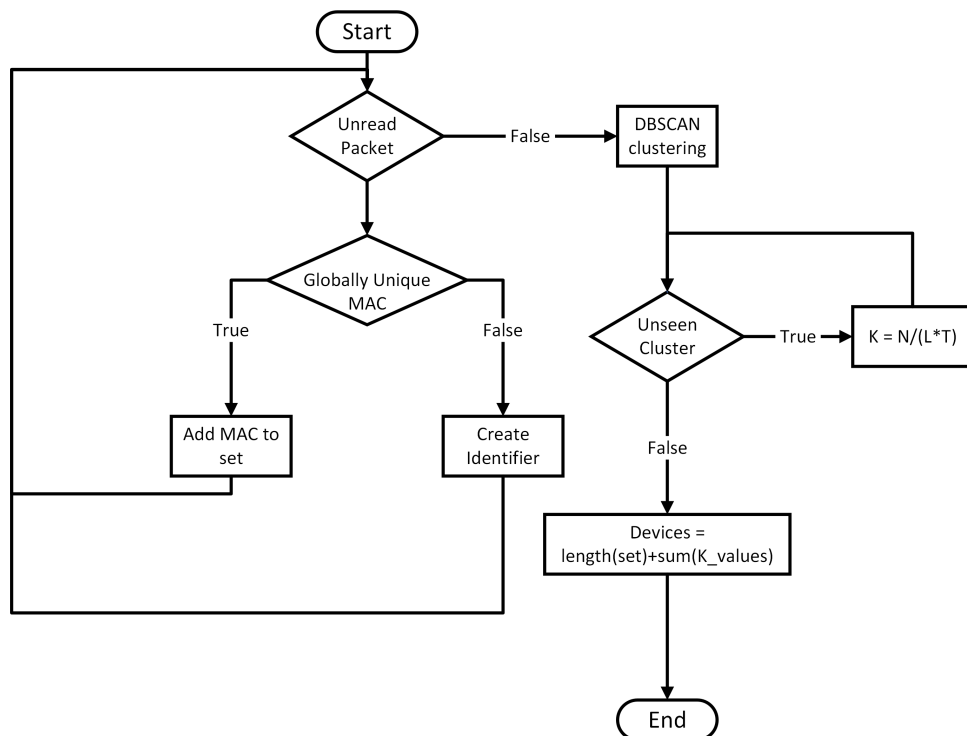 Start
Unread
Packet
False
DBSCAN
clustering
Globally Unique
MAC
True
False
Unseen
Cluster
True
K = N/(L*T)
Add MAC to
set
Create
Identifier
False
Devices =
length(set)+sum(K_values)
End